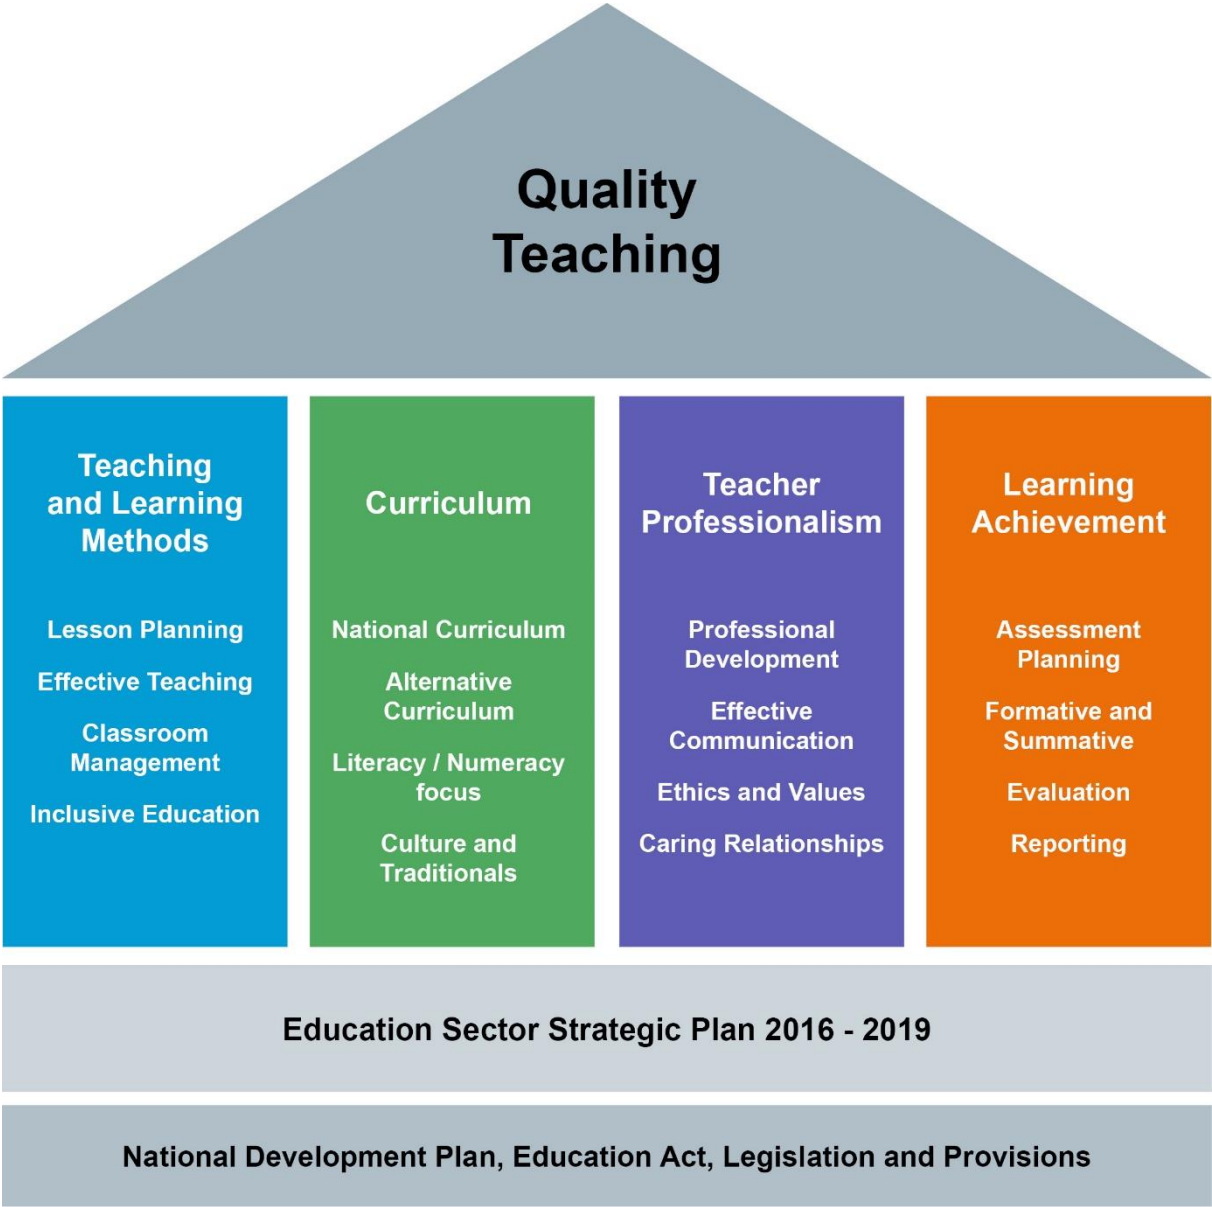 Quality
Teaching
Teaching
and Learning
Methods
Lesson Planning
Effective Teaching
Classroom
Management
Inclusive Education
Curriculum
National Curriculum
Alternative
Curriculum
Literacy / Numeracy
focus
Culture and
Traditionals
Teacher
Professionalism
Professional
Development
Effective
Communication
Ethics and Values
Caring Relationships
Learning
Achievement
Assessment
Planning
Formative and
Summative
Evaluation
Reporting
Education Sector Strategic Plan 2016 - 2019
National Development Plan, Education Act, Legislation and Provisions